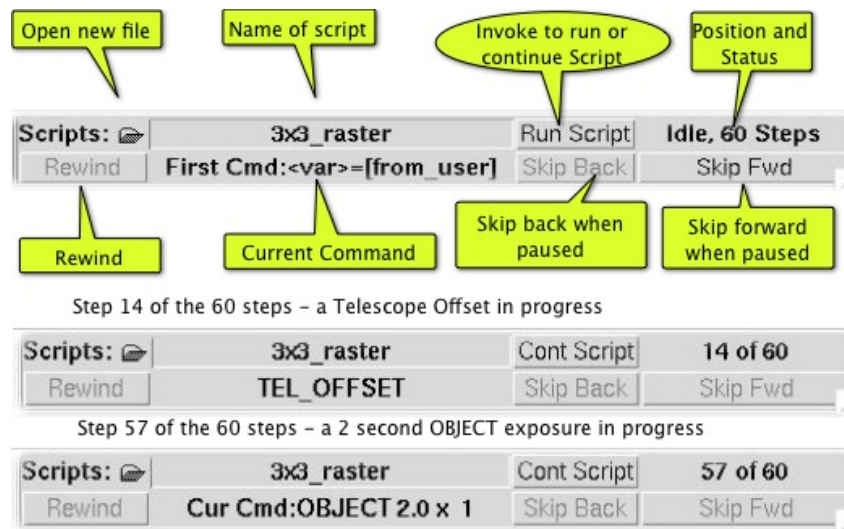 Open new file
Name of script
Invoke to run or
continue Script
Position and
Status
Scripts: 3x3_raster Run Script Idle, 60 Steps
Rewind First Cmd:<var>=[from_user] Skip Back Skip Fwd
Rewind
Current Command
Skip back when
paused
Skip forward
when paused
Step 14 of the 60 steps – a Telescope Offset in progress
Scripts: 3x3_raster Cont Script 14 of 60
Rewind TEL_OFFSET Skip Back Skip Fwd
Step 57 of the 60 steps – a 2 second OBJECT exposure in progress
Scripts: 3x3_raster Cont Script 57 of 60
Rewind Cur Cmd:OBJECT 2.0 x 1 Skip Back Skip Fwd